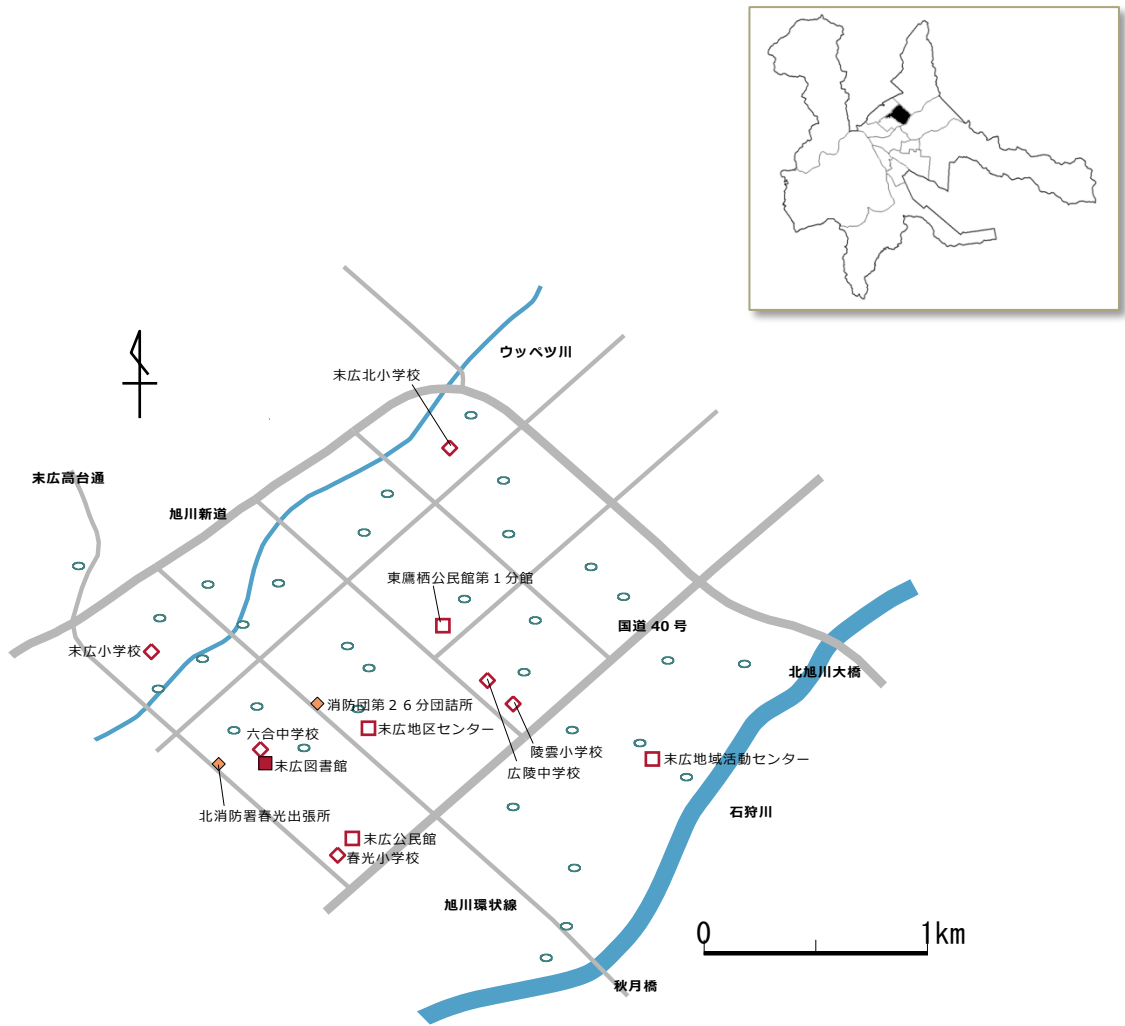 ウッペツ川
末広北小学校
末広高台通
旭川新道
東鷹栖公民館第１分館
国道 40 号
末広小学校
北旭川大橋
消防団第２６分団詰所
末広地区センター
六合中学校
陵雲小学校
末広地域活動センター
末広図書館
広陵中学校
北消防署春光出張所
石狩川
末広公民館
春光小学校
旭川環状線
0
1km
秋月橋